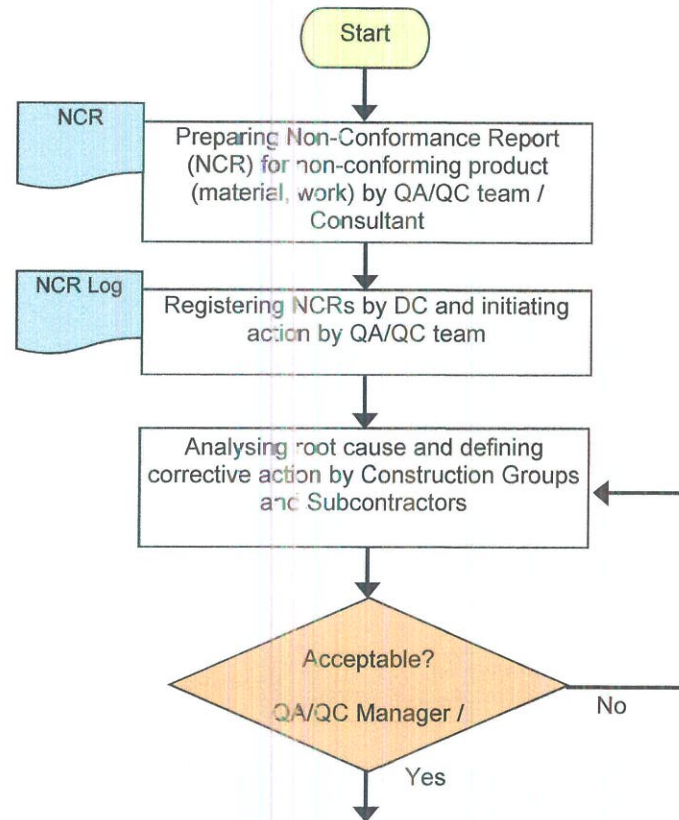 Start
NCR
Preparing Non-Conformance Report
(NCR) for non-conforming product
(material, work) by QA/QC team /
Consultant
NCR Log
Registering NCRs by DC and initiating
action by QA/QC team
Analysing root cause and defining
corrective action by Construction Groups
and Subcontractors
Acceptable?
QA/QC Manager /
No
Yes